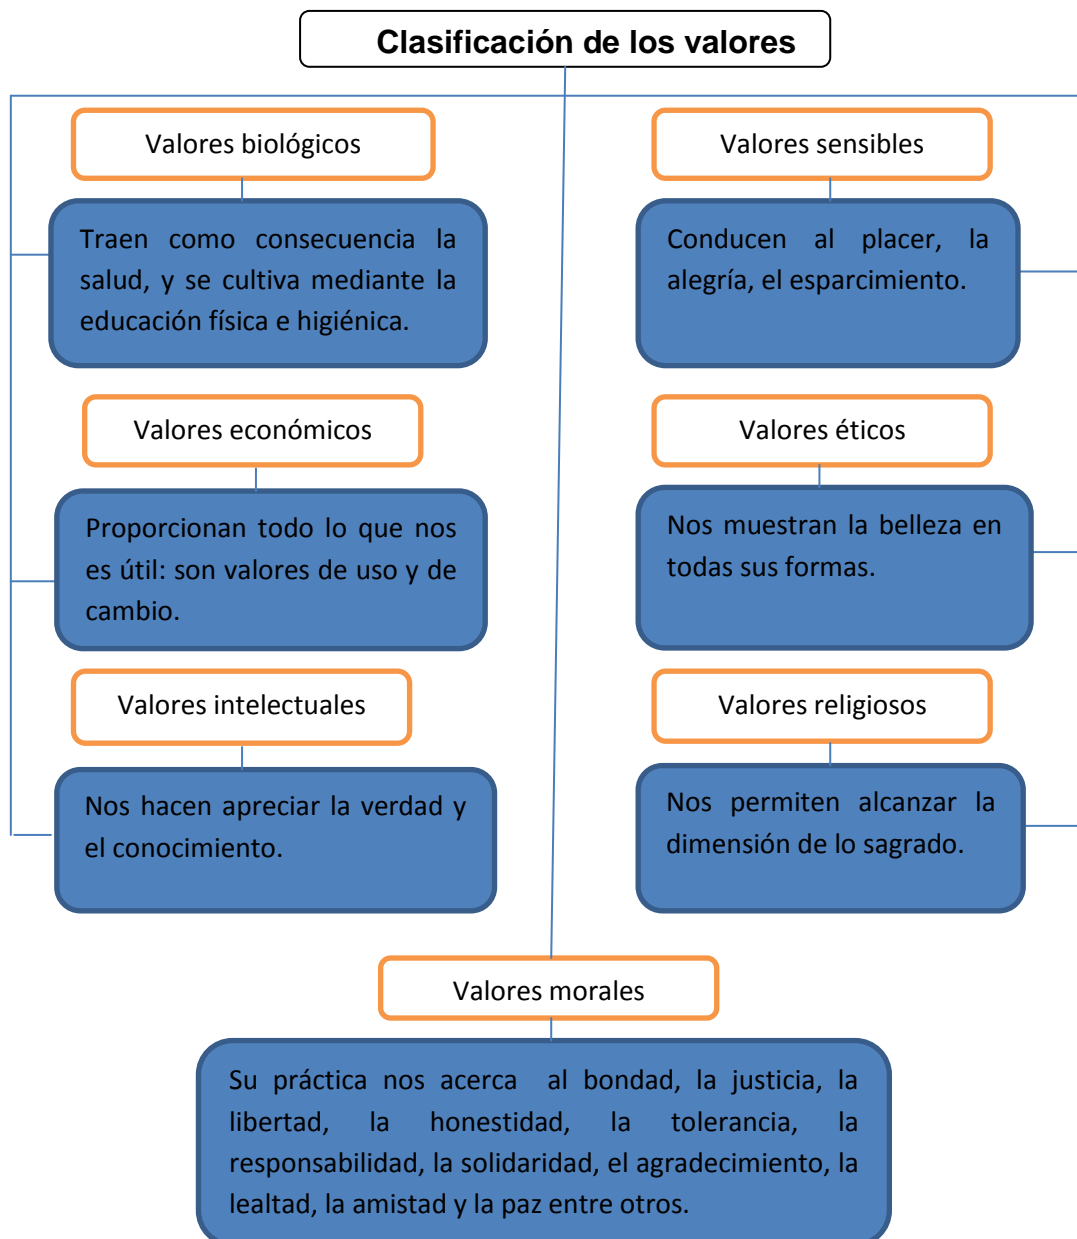 Clasificación de los valores
Valores biológicos
Traen como consecuencia la
salud, y se cultiva mediante la
educación física e higiénica.
Valores sensibles
Conducen al placer, la
alegría, el esparcimiento.
Valores económicos
Proporcionan todo lo que nos
es útil: son valores de uso y de
cambio.
Valores éticos
Nos muestran la belleza en
todas sus formas.
Valores intelectuales
Nos hacen apreciar la verdad y
el conocimiento.
Valores religiosos
Nos permiten alcanzar la
dimensión de lo sagrado.
Valores morales
Su práctica nos acerca al bondad, la justicia, la
libertad, la honestidad, la tolerancia, la
responsabilidad, la solidaridad, el agradecimiento, la
lealtad, la amistad y la paz entre otros.